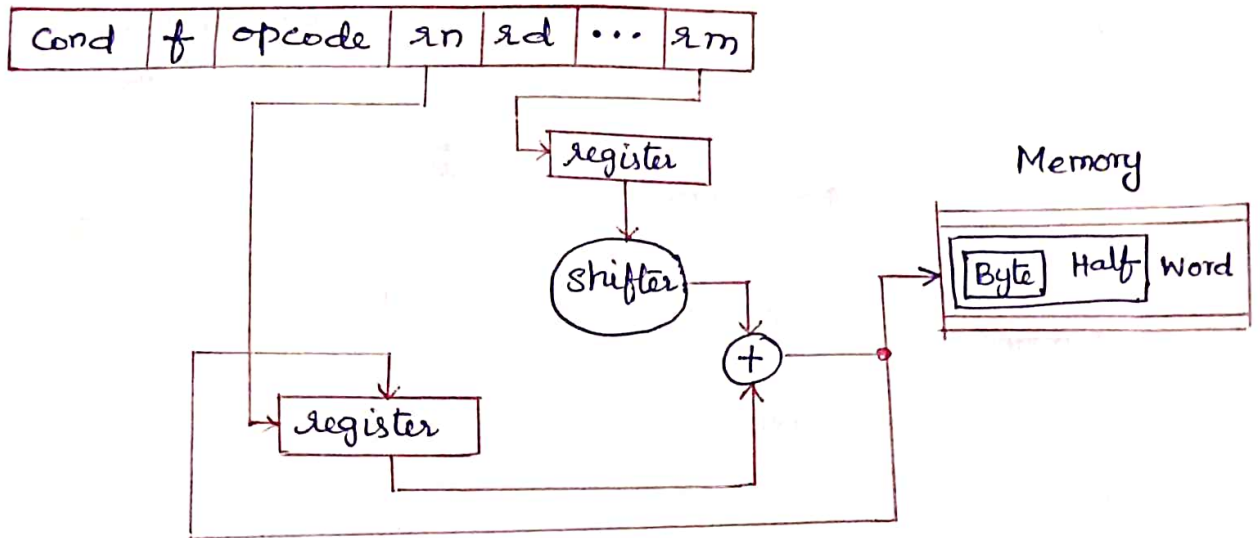 cond f opcode rn rd ... rm
register
Memory
shifter
Byte Half word
+
register